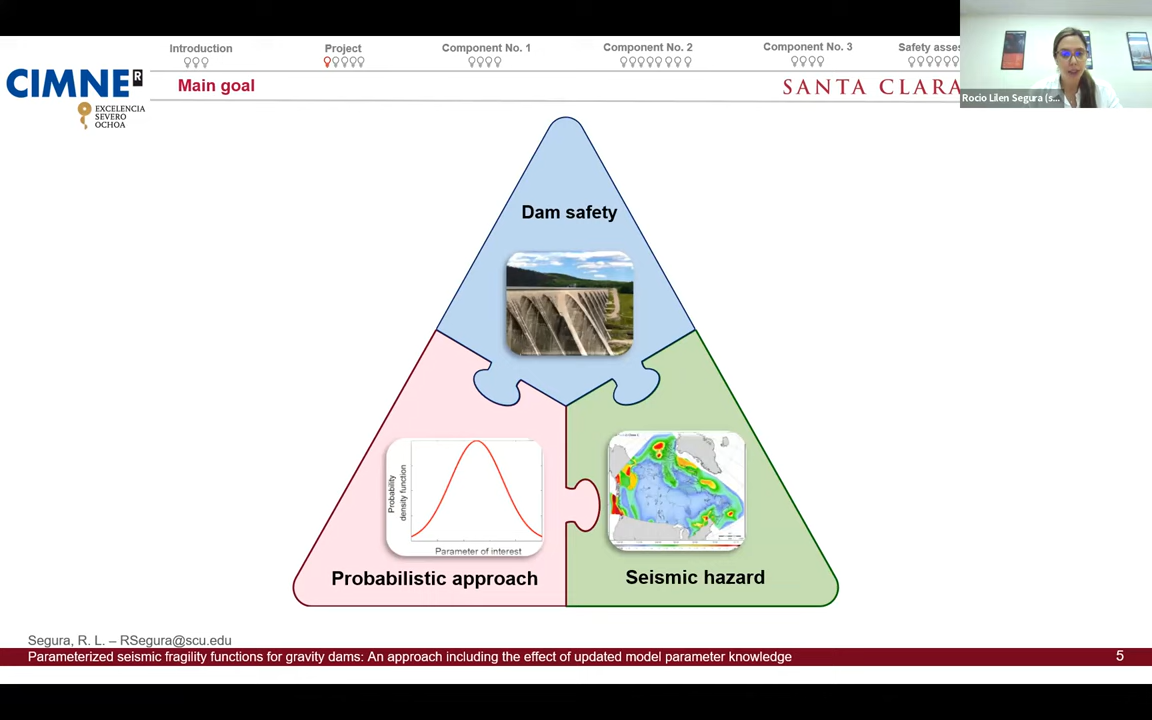 Introduction
Project
Component No. 1
Component No. 2
Component No. 3
Safety asses
CIMNE R
EXCELENCIA
SEVERO
OCHOA
Main goal
SANTA CLARA
Rocio Lilen Segura (s...
Dam safety
Probability
density function
Parameter of interest
Probabilistic approach
Seismic hazard
Segura, R. L. – RSegura@scu.edu
Parameterized seismic fragility functions for gravity dams: An approach including the effect of updated model parameter knowledge
5